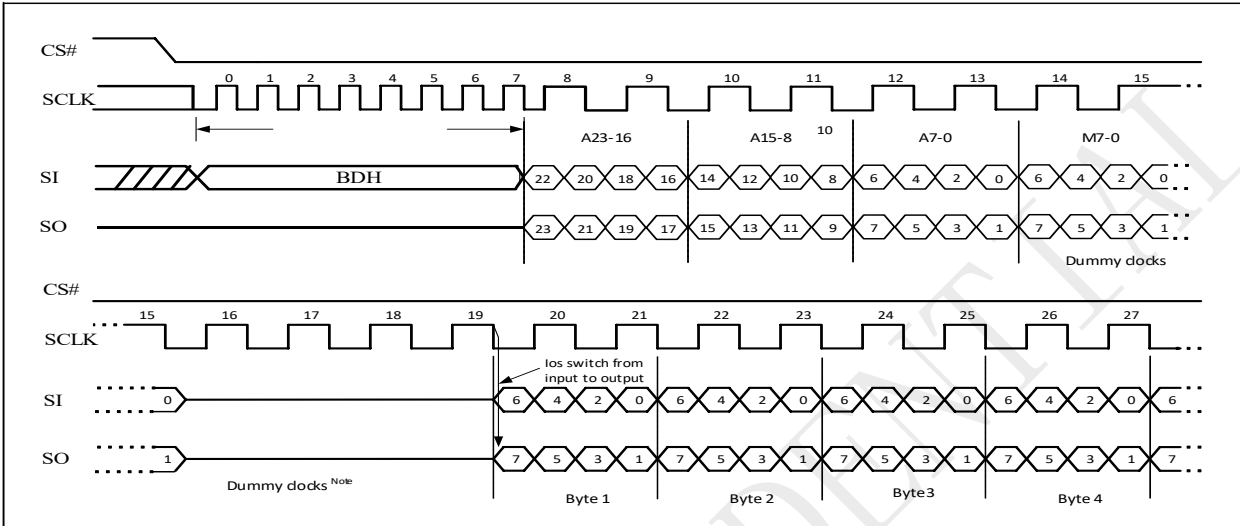 CS#
0 1 2 3 4 5 6 7 8 9 10 11 12 13 14 15
SCLK
A23-16 A15-8 10 A7-0 M7-0
SI BDH 22 20 18 16 14 12 10 8 6 4 2 0 6 4 2 0
SO 23 21 19 17 15 13 11 9 7 5 3 1 7 5 3 1
Dummy clocks
CS#
15 16 17 18 19 20 21 22 23 24 25 26 27
SCLK
Ios switch from
input to output
SI 0 6 4 2 0 6 4 2 0 6 4 2 0 6 4 2 0 6
SO 1 7 5 3 1 7 5 3 1 7 5 3 1 7 5 3 1 7
Dummy clocks Note
Byte 1 Byte 2 Byte3 Byte 4